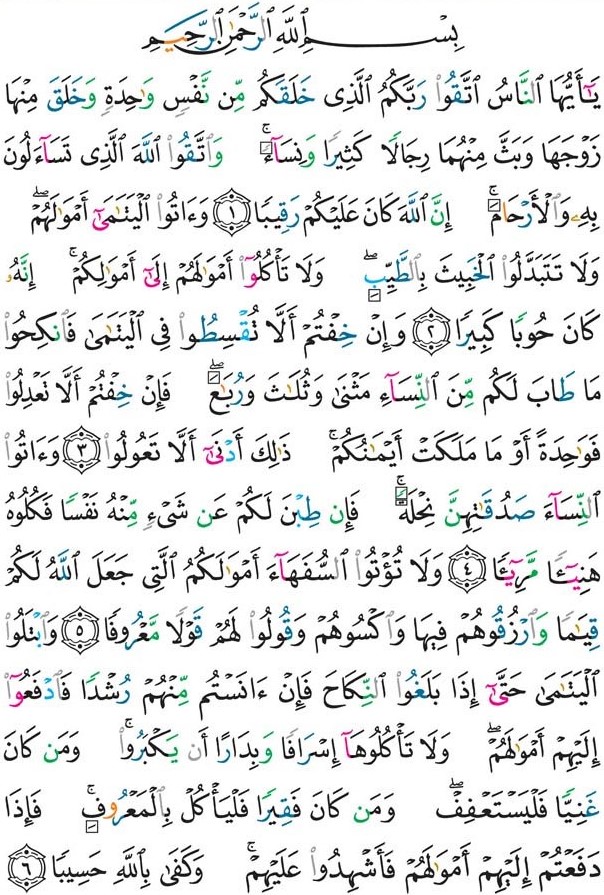 بِسْمِ ٱللَّهِ ٱلرَّحْمَٰنِ ٱلرَّحِيمِ
يَٰٓأَيُّهَا ٱلنَّاسُ ٱتَّقُوا۟ رَبَّكُمُ ٱلَّذِى خَلَقَكُم مِّن نَّفْسٍ وَٰحِدَةٍ وَخَلَقَ مِنْهَا
زَوْجَهَا وَبَثَّ مِنْهُمَا رِجَالًا كَثِيرًا وَنِسَآءً ۚ وَٱتَّقُوا۟ ٱللَّهَ ٱلَّذِى تَسَآءَلُونَ
بِهِۦ وَٱلْأَرْحَامَ ۚ إِنَّ ٱللَّهَ كَانَ عَلَيْكُمْ رَقِيبًا ١ وَءَاتُوا۟ ٱلْيَتَٰمَىٰٓ أَمْوَٰلَهُمْ ۖ
وَلَا تَتَبَدَّلُوا۟ ٱلْخَبِيثَ بِٱلطَّيِّبِ ۖ وَلَا تَأْكُلُوٓا۟ أَمْوَٰلَهُمْ إِلَىٰٓ أَمْوَٰلِكُمْ ۚ إِنَّهُۥ
كَانَ حُوبًا كَبِيرًا ٢ وَإِنْ خِفْتُمْ أَلَّا تُقْسِطُوا۟ فِى ٱلْيَتَٰمَىٰ فَٱنكِحُوا۟
مَا طَابَ لَكُم مِّنَ ٱلنِّسَآءِ مَثْنَىٰ وَثُلَٰثَ وَرُبَٰعَ ۖ فَإِنْ خِفْتُمْ أَلَّا تَعْدِلُوا۟
فَوَٰحِدَةً أَوْ مَا مَلَكَتْ أَيْمَٰنُكُمْ ۚ ذَٰلِكَ أَدْنَىٰٓ أَلَّا تَعُولُوا۟ ٣ وَءَاتُوا۟
ٱلنِّسَآءَ صَدُقَٰتِهِنَّ نِحْلَةً ۚ فَإِن طِبْنَ لَكُمْ عَن شَىْءٍ مِّنْهُ نَفْسًا فَكُلُوهُ
هَنِيٓـًٔا مَّرِيٓـًٔا ٤ وَلَا تُؤْتُوا۟ ٱلسُّفَهَآءَ أَمْوَٰلَكُمُ ٱلَّتِى جَعَلَ ٱللَّهُ لَكُمْ
قِيَٰمًا وَٱرْزُقُوهُمْ فِيهَا وَٱكْسُوهُمْ وَقُولُوا۟ لَهُمْ قَوْلًا مَّعْرُوفًا ٥ وَٱبْتَلُوا۟
ٱلْيَتَٰمَىٰ حَتَّىٰٓ إِذَا بَلَغُوا۟ ٱلنِّكَاحَ فَإِنْ ءَانَسْتُم مِّنْهُمْ رُشْدًا فَٱدْفَعُوٓا۟
إِلَيْهِمْ أَمْوَٰلَهُمْ ۖ وَلَا تَأْكُلُوهَآ إِسْرَافًا وَبِدَارًا أَن يَكْبَرُوا۟ ۚ وَمَن كَانَ
غَنِيًّا فَلْيَسْتَعْفِفْ ۖ وَمَن كَانَ فَقِيرًا فَلْيَأْكُلْ بِٱلْمَعْرُوفِ ۚ فَإِذَا
دَفَعْتُمْ إِلَيْهِمْ أَمْوَٰلَهُمْ فَأَشْهِدُوا۟ عَلَيْهِمْ ۚ وَكَفَىٰ بِٱللَّهِ حَسِيبًا ٦